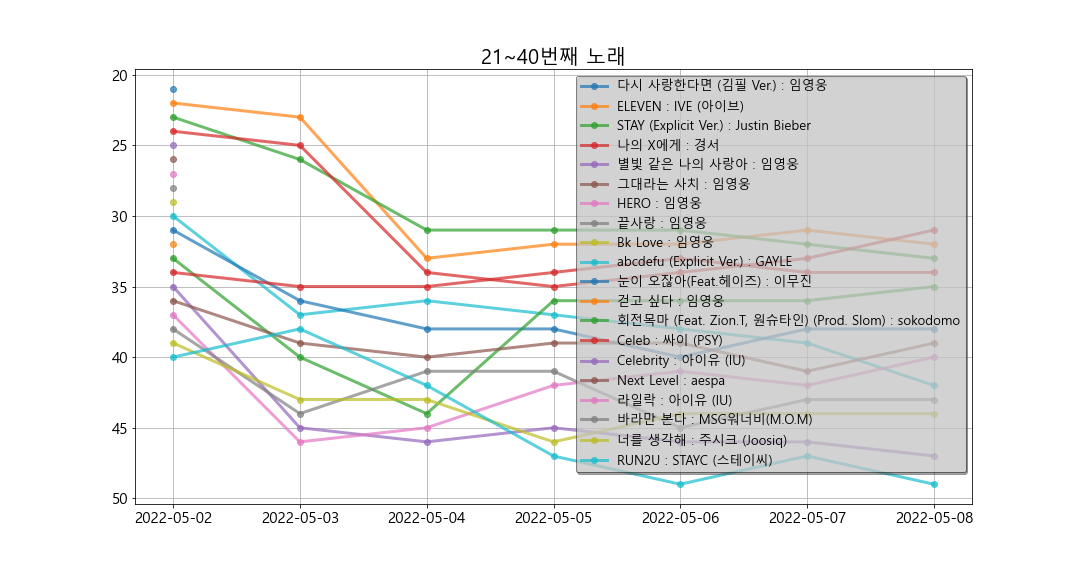 21~40번째 노래
20
25
30
35
40
45
50
다시 사랑한다면 (김필 Ver.) : 임영웅
ELEVEN : IVE (아이브)
STAY (Explicit Ver.) : Justin Bieber
나의 X에게 : 경서
별빛 같은 나의 사랑아 : 임영웅
그대라는 사치 : 임영웅
HERO : 임영웅
끝사랑 : 임영웅
Bk Love : 임영웅
abcdefu (Explicit Ver.) : GAYLE
눈이 오잖아(Feat.헤이즈) : 이무진
걷고 싶다 : 임영웅
회전목마 (Feat. Zion.T, 원슈타인) (Prod. Slom) : sokodomo
Celeb : 싸이 (PSY)
Celebrity : 아이유 (IU)
Next Level : aespa
라일락 : 아이유 (IU)
바라만 본다 : MSG워너비(M.O.M)
너를 생각해 : 주시크 (Joosiq)
RUN2U : STAYC (스테이씨)
2022-05-02 2022-05-03 2022-05-04 2022-05-05 2022-05-06 2022-05-07 2022-05-08